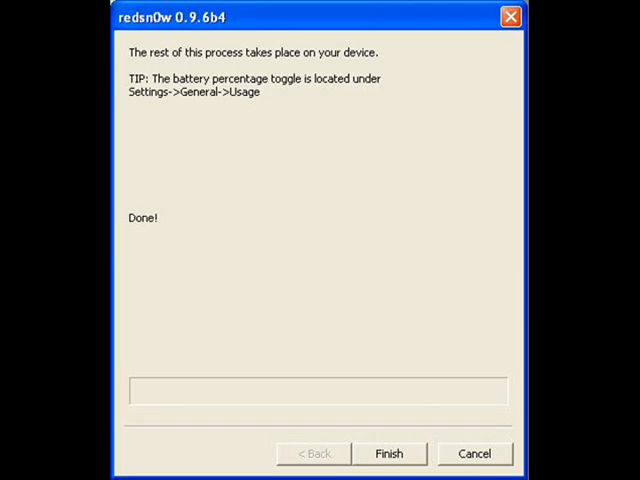 redsn0w 0.9.6b4
The rest of this process takes place on your device.
TIP: The battery percentage toggle is located under
Settings->General->Usage
Done!
< Back
Finish
Cancel